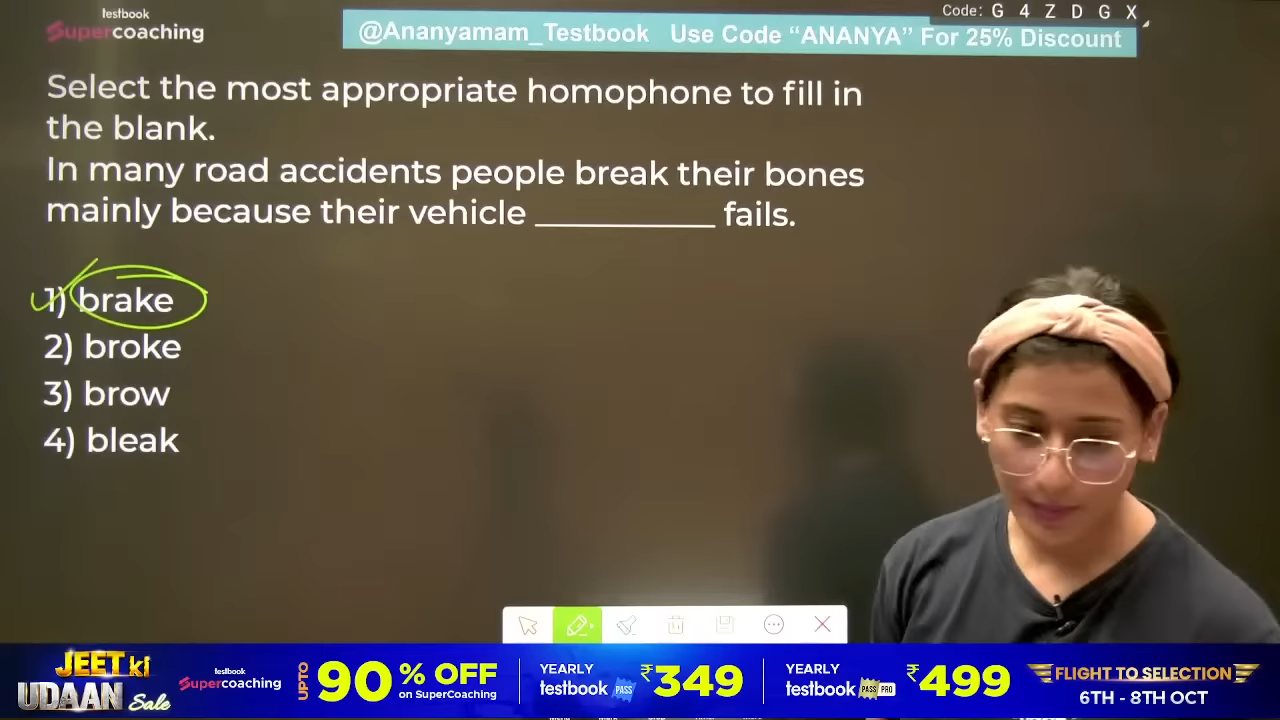 testbook
Supercoaching
@Ananyamam_Testbook Use Code “ANANYA” For 25% Discount
Code: G 4 Z D G X
Select the most appropriate homophone to fill in
the blank.
In many road accidents people break their bones
mainly because their vehicle __________ fails.
1) brake
2) broke
3) brow
4) bleak
JEET ki
UDAAN Sale
testbook
Supercoaching
UPTO 90% OFF
on SuperCoaching
YEARLY
testbook PASS
₹349
YEARLY
testbook PASS PRO
₹499
FLIGHT TO SELECTION
6TH - 8TH OCT